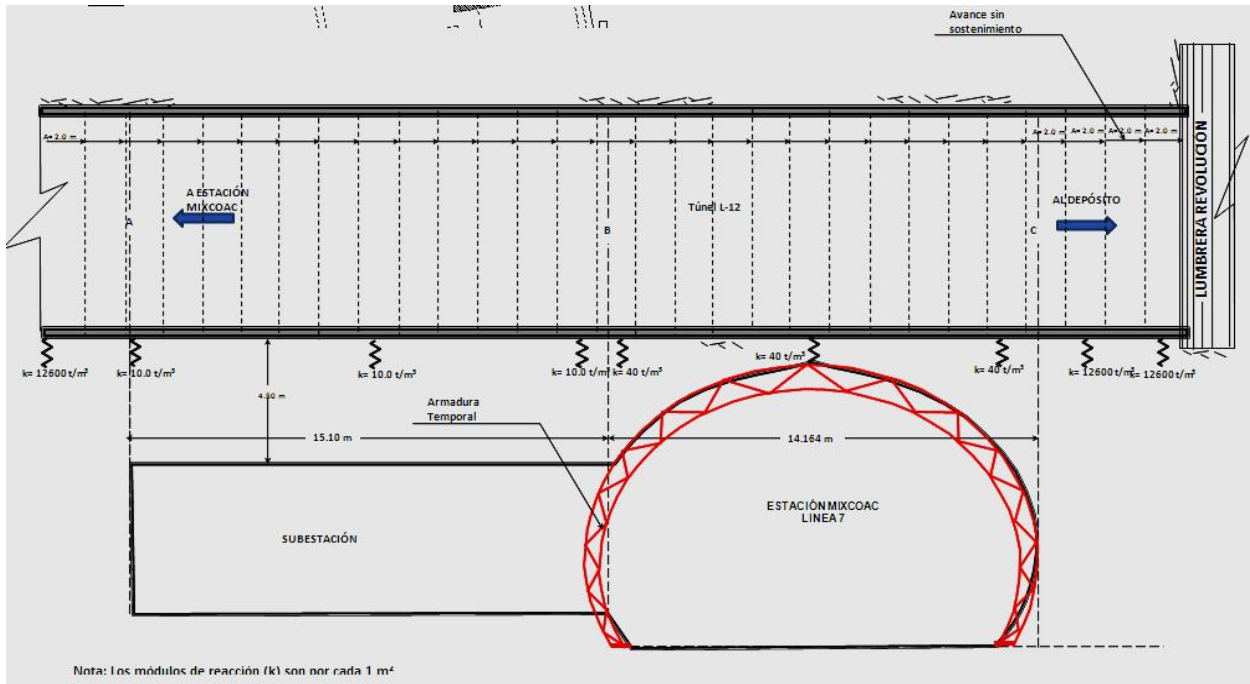 Avance sin
sostenimiento
A= 2.0 m
A= 2.0 m A= 2.0 m A= 2.0 m A= 2.0 m
A ESTACIÓN
MIXCOAC
Túnel L-12
AL DEPÓSITO
LUMBRERA REVOLUCIÓN
A
B
C
k= 12600 t/m³
k= 10.0 t/m³
k= 10.0 t/m³
k= 10.0 t/m³
k= 40 t/m³
k= 40 t/m³
k= 40 t/m³
k= 12600 t/m³
k= 12600 t/m³
4.80 m
Armadura
Temporal
15.10 m
14.164 m
SUBESTACIÓN
ESTACIÓN MIXCOAC
LINEA 7
Nota: Los módulos de reacción (k) son por cada 1 m²